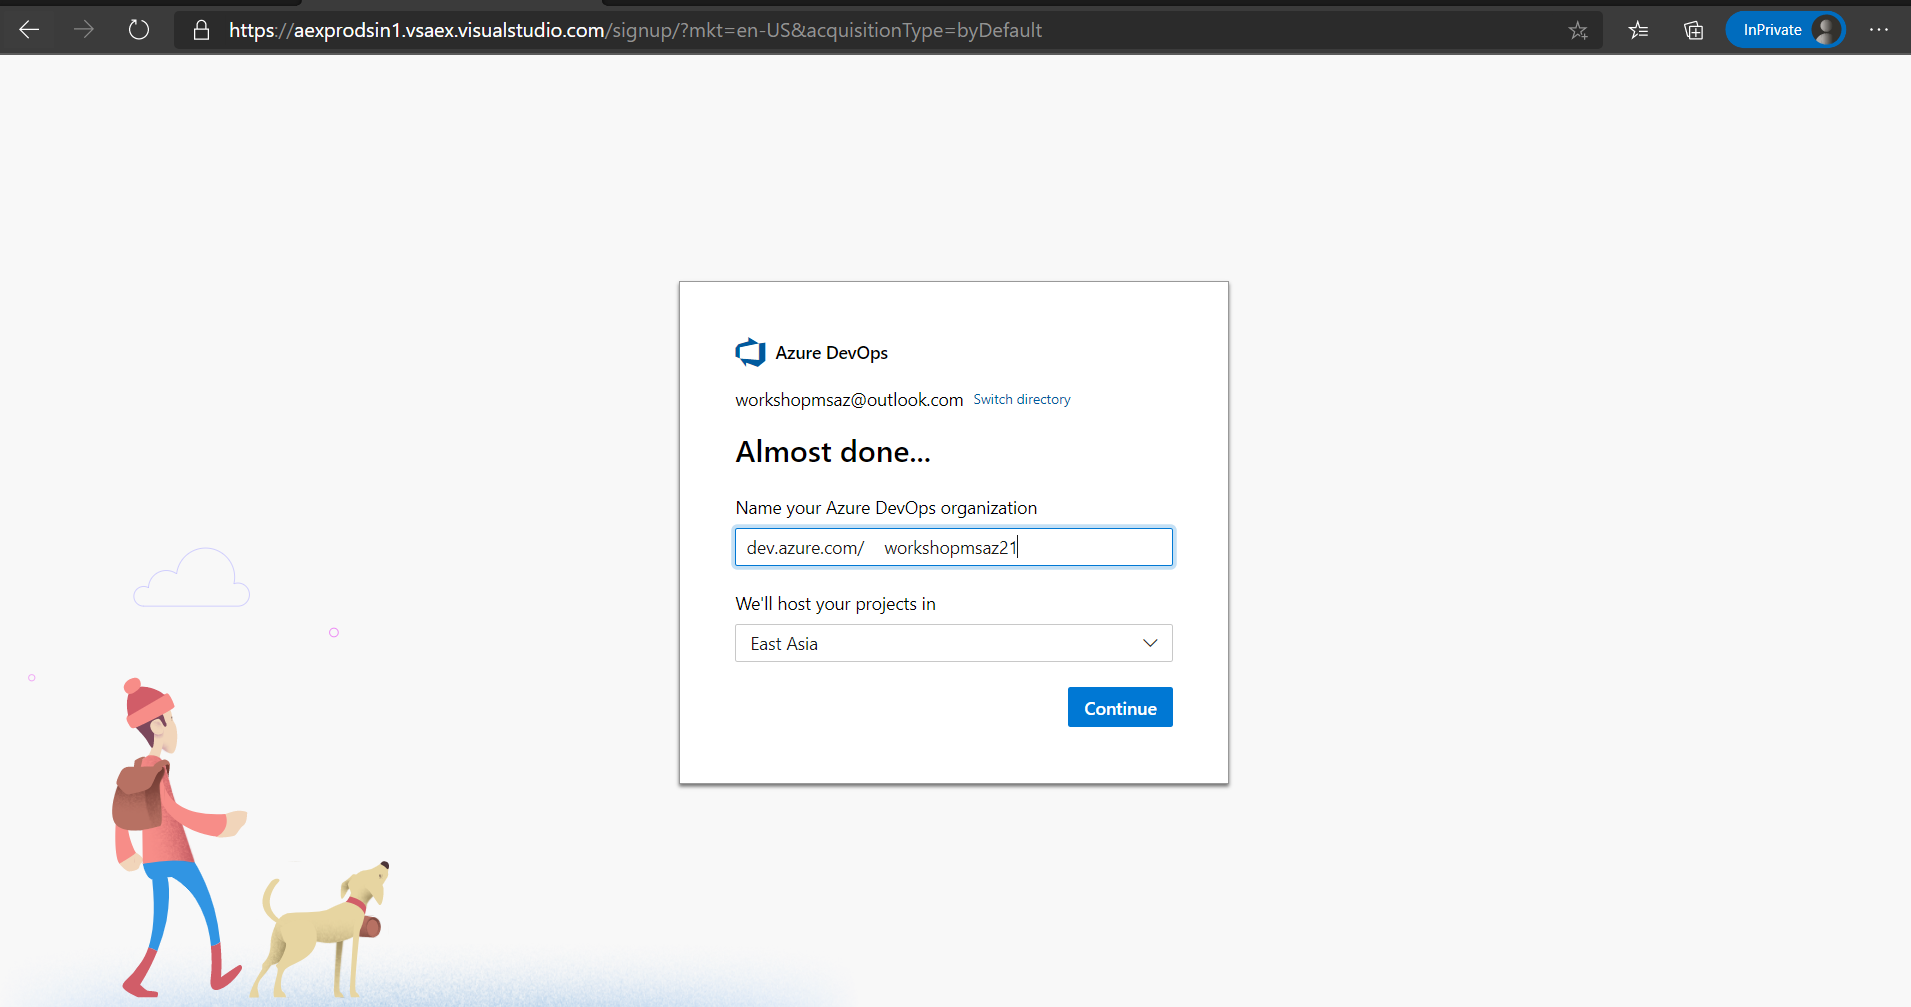 https://aexprodsin1.vsaex.visualstudio.com/signup/?mkt=en-US&acquisitionType=byDefault
InPrivate
Azure DevOps
workshopmsaz@outlook.com Switch directory
Almost done...
Name your Azure DevOps organization
dev.azure.com/ workshopmsaz21
We'll host your projects in
East Asia
Continue